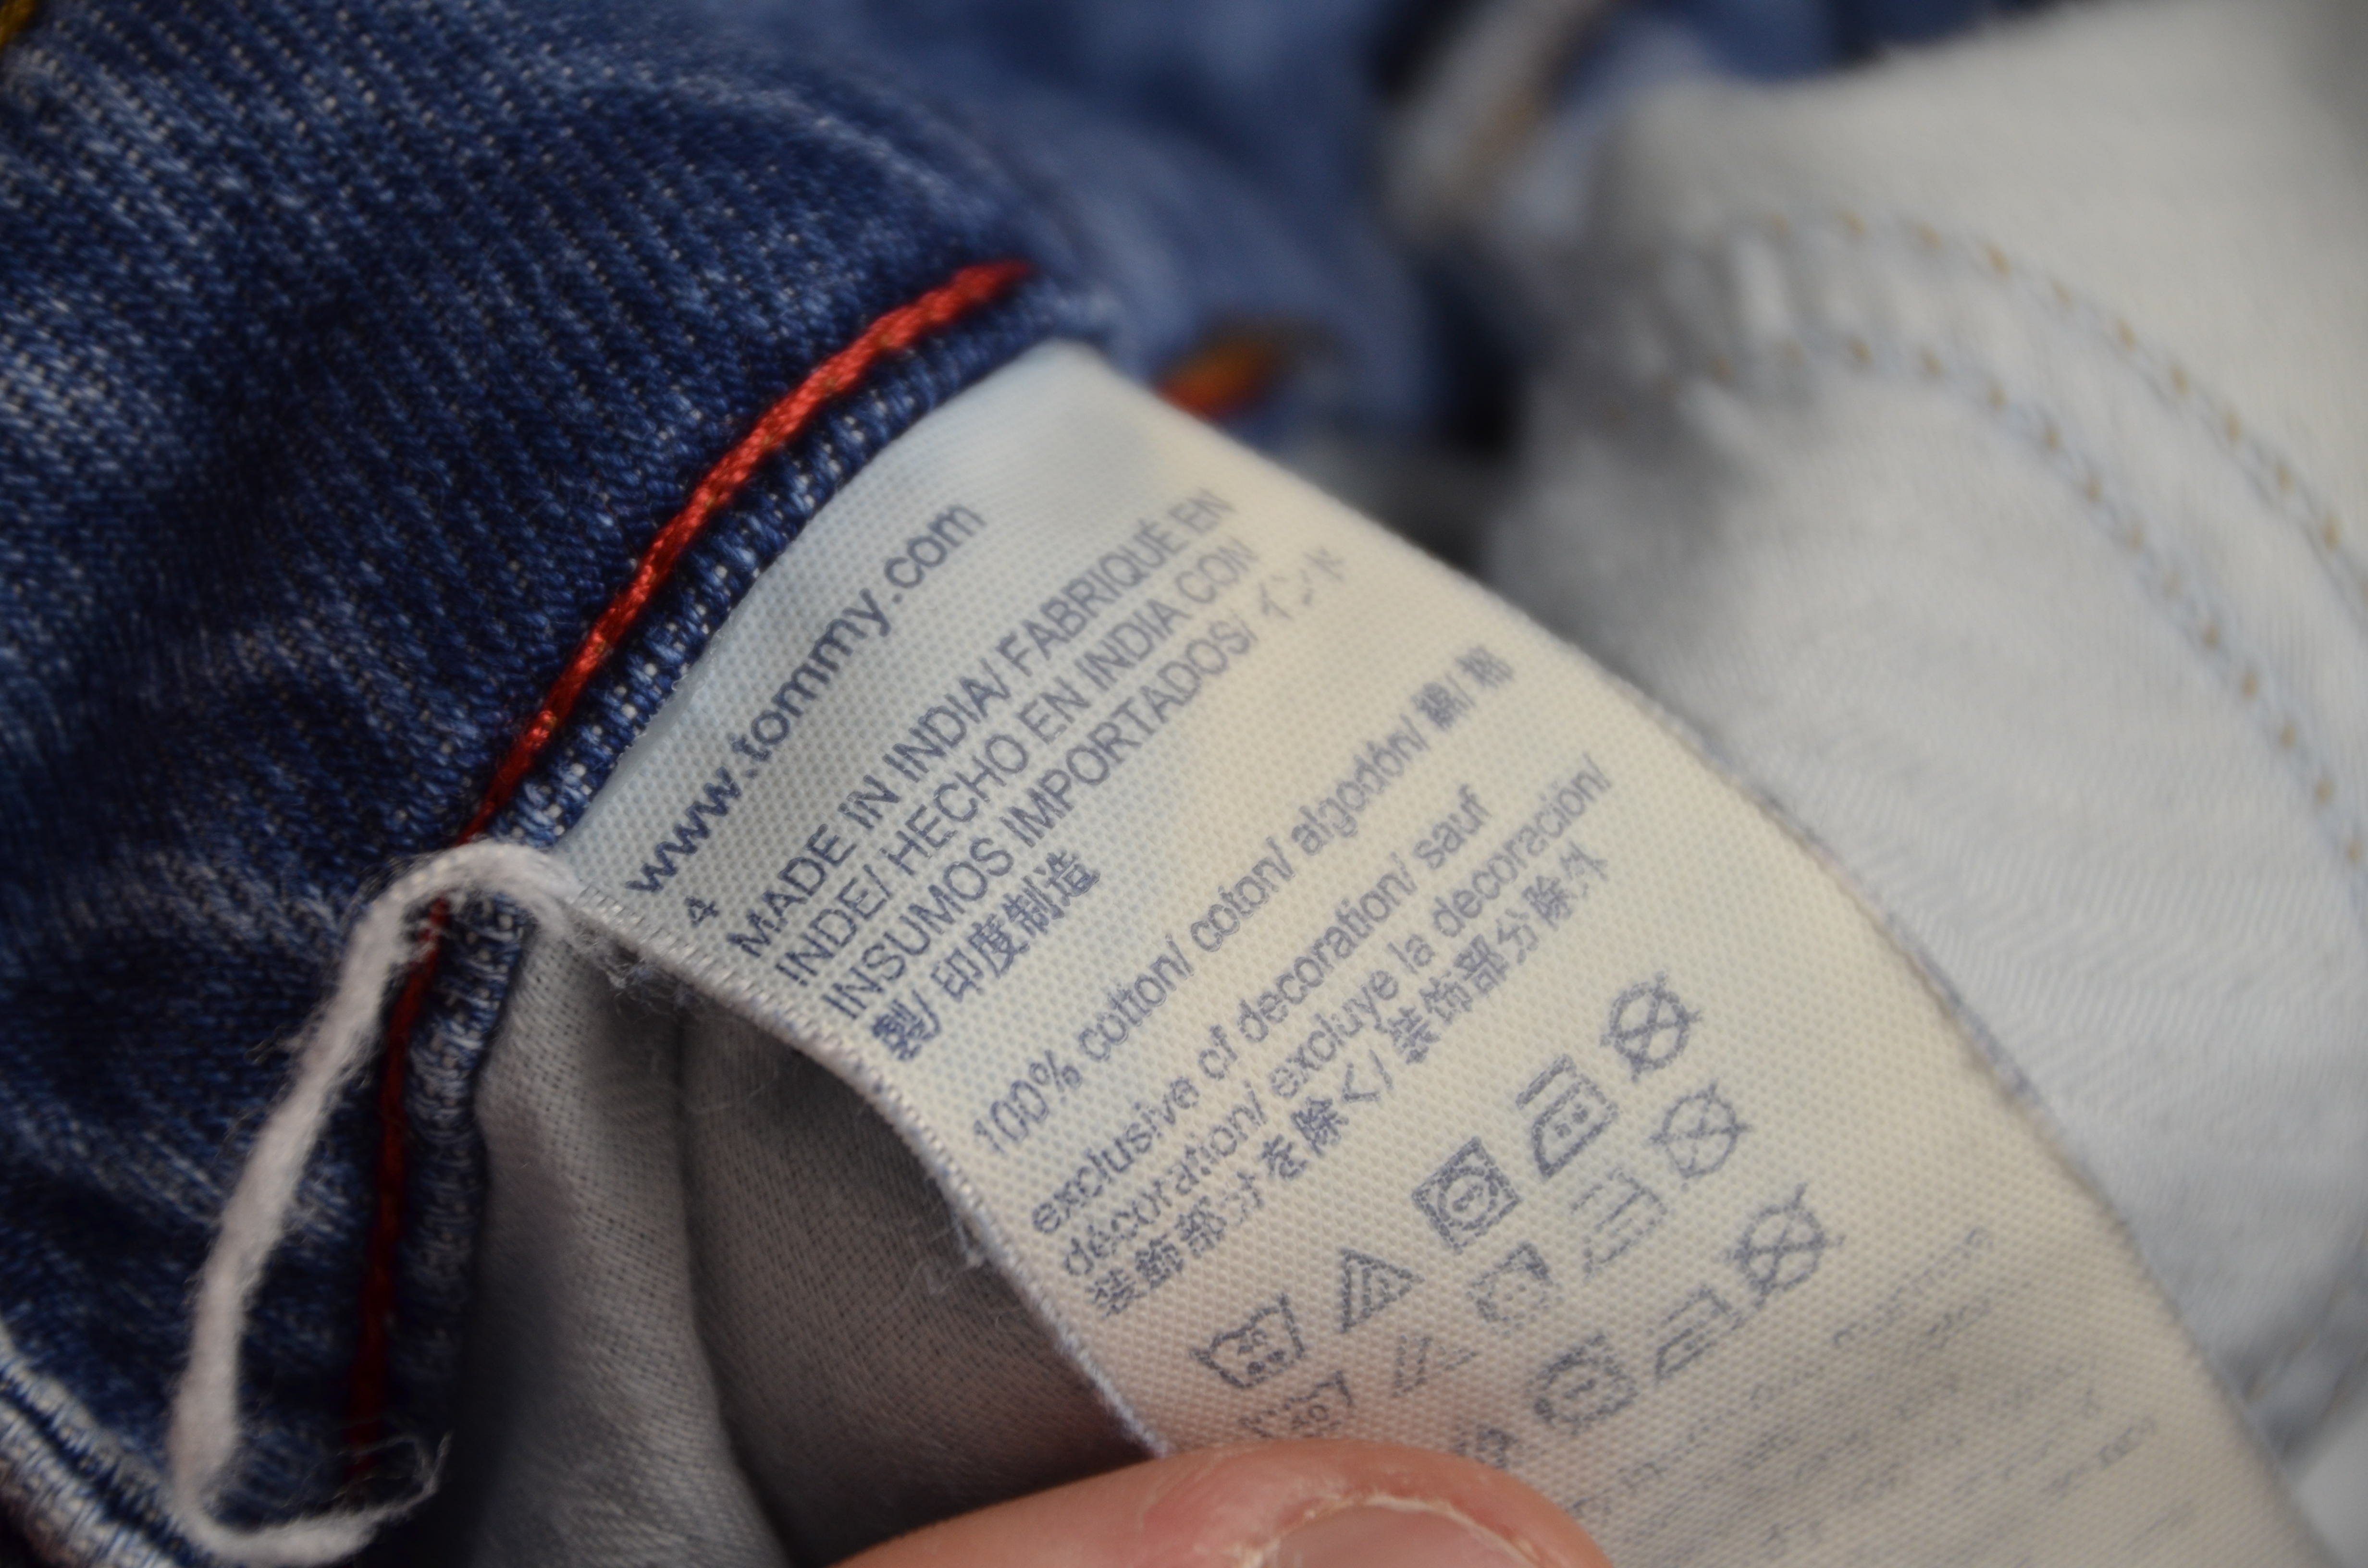 www.tommy.com
4
MADE IN INDIA/ FABRIQUÉ EN
INDE/ HECHO EN INDIA CON
INSUMOS IMPORTADOS/ インド
製/ 印度制造
100% cotton/ coton/ algodón/ 綿/ 棉
exclusive of decoration/ sauf
décoration/ excluye la decoración/
装飾部分を除く/ 装饰部分除外
40